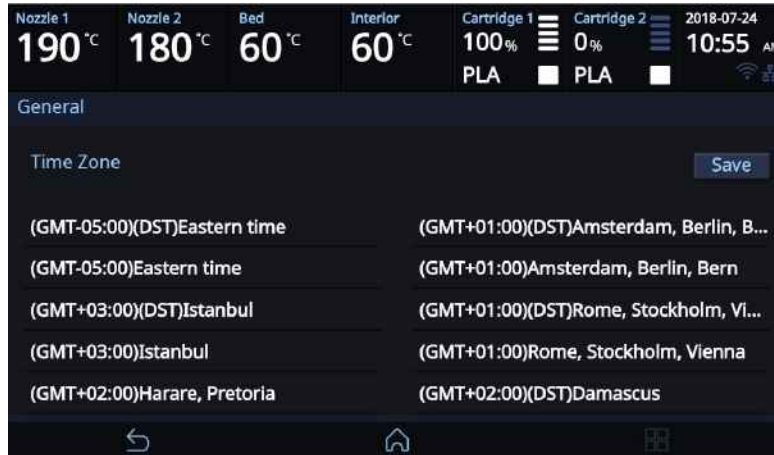 Nozzle 1 Nozzle 2 Bed Interior Cartridge 1 Cartridge 2 2018-07-24
190°C 180°C 60°C 60°C 100% 0% 10:55
PLA PLA
General
Time Zone Save
(GMT-05:00)(DST)Eastern time (GMT+01:00)(DST)Amsterdam, Berlin, B...
(GMT-05:00)Eastern time (GMT+01:00)Amsterdam, Berlin, Bern
(GMT+03:00)(DST)Istanbul (GMT+01:00)(DST)Rome, Stockholm, Vi...
(GMT+03:00)Istanbul (GMT+01:00)Rome, Stockholm, Vienna
(GMT+02:00)Harare, Pretoria (GMT+02:00)(DST)Damascus